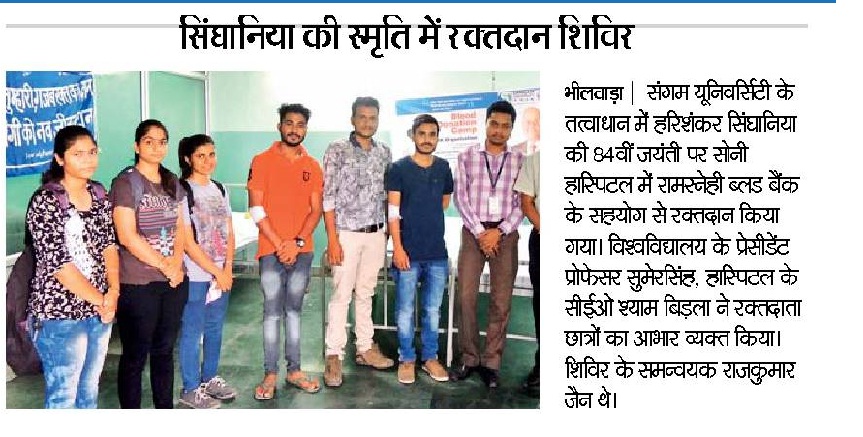 सिंघानिया की स्मृति में रक्तदान शिविर
Blood
Donation
Camp
भीलवाड़ा | संगम यूनिवर्सिटी के
तत्वाधान में हरिशंकर सिंघानिया
की 84वीं जयंती पर सोनी
हास्पिटल में रामस्नेही ब्लड बैंक
के सहयोग से रक्तदान किया
गया। विश्वविद्यालय के प्रेसीडेंट
प्रोफेसर सुमेरसिंह, हास्पिटल के
सीईओ श्याम बिड़ला ने रक्तदाता
छात्रों का आभार व्यक्त किया।
शिविर के समन्वयक राजकुमार
जैन थे।